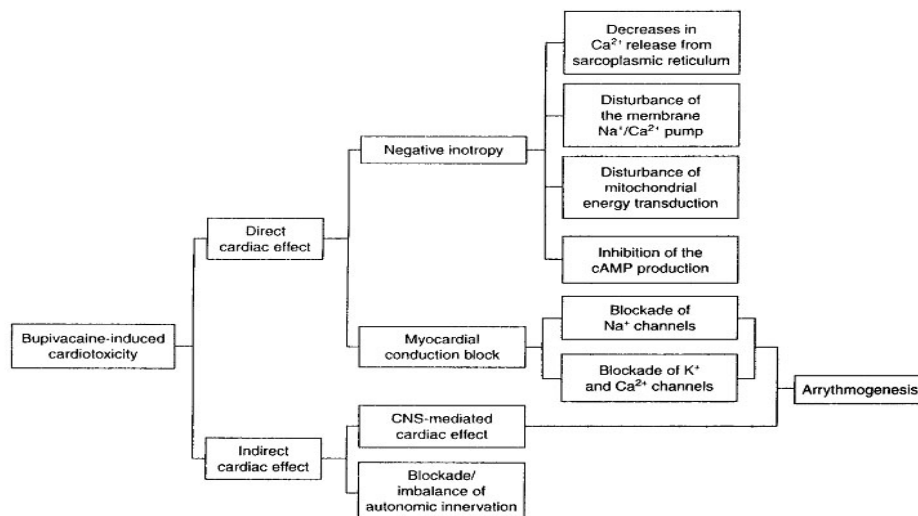 Decreases in
Ca²⁺ release from
sarcoplasmic reticulum
Disturbance of
the membrane
Na⁺/Ca²⁺ pump
Negative inotropy
Disturbance of
mitochondrial
energy transduction
Direct
cardiac effect
Inhibition of the
cAMP production
Bupivacaine-induced
cardiotoxicity
Myocardial
conduction block
Blockade of
Na⁺ channels
Blockade of K⁺
and Ca²⁺ channels
Arrythmogenesis
Indirect
cardiac effect
CNS-mediated
cardiac effect
Blockade/
imbalance of
autonomic innervation